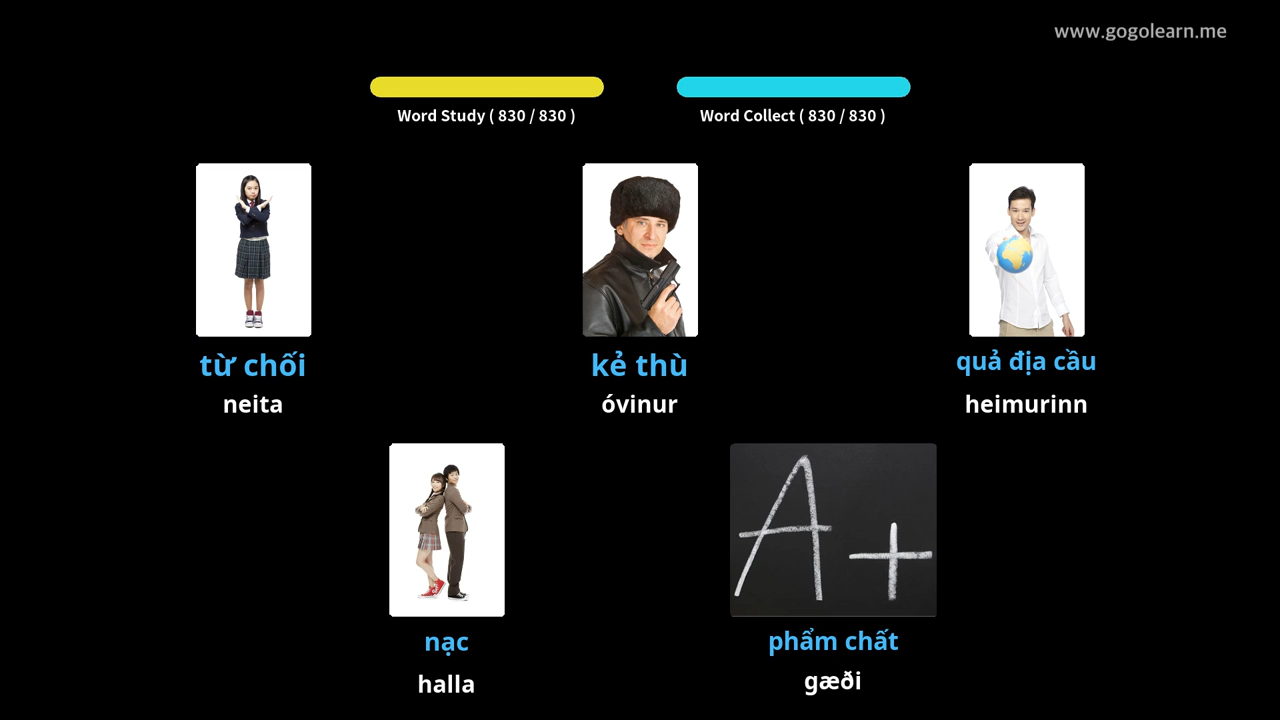 www.gogolearn.me
Word Study ( 830 / 830 )
Word Collect ( 830 / 830 )
từ chối
neita
kẻ thù
óvinur
quả địa cầu
heimurinn
nạc
halla
A+
phẩm chất
gæði